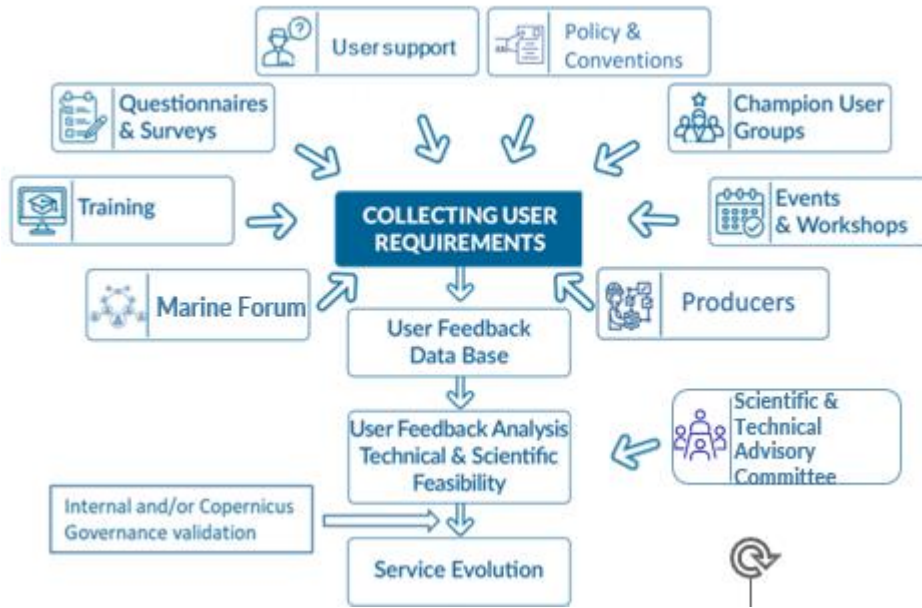 User support
Policy &
Conventions
Questionnaires
& Surveys
Champion User
Groups
Training
COLLECTING USER
REQUIREMENTS
Events
& Workshops
Marine Forum
Producers
User Feedback
Data Base
User Feedback Analysis
Technical & Scientific
Feasibility
Scientific &
Technical
Advisory
Committee
Internal and/or Copernicus
Governance validation
Service Evolution